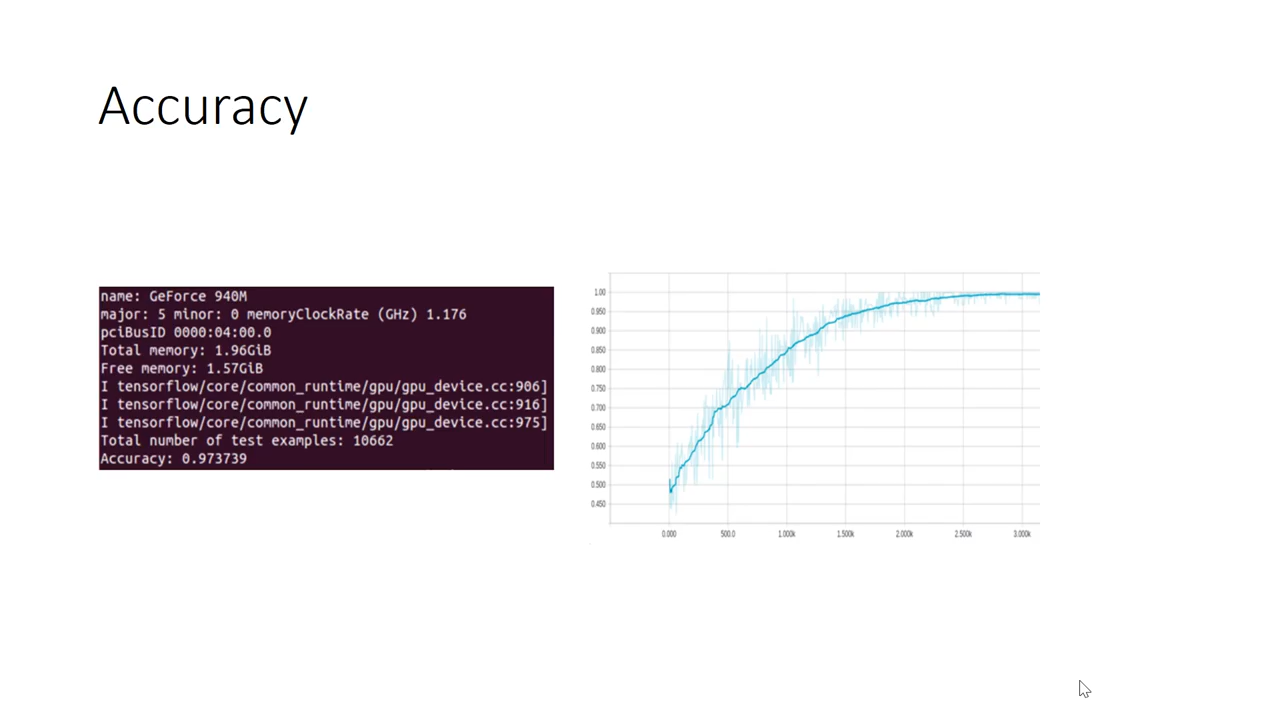 Accuracy
name: GeForce 940M
major: 5 minor: 0 memoryClockRate (GHz) 1.176
pciBusID 0000:04:00.0
Total memory: 1.96GiB
Free memory: 1.57GiB
I tensorflow/core/common_runtime/gpu/gpu_device.cc:906]
I tensorflow/core/common_runtime/gpu/gpu_device.cc:916]
I tensorflow/core/common_runtime/gpu/gpu_device.cc:975]
Total number of test examples: 10662
Accuracy: 0.973739
1.00
0.950
0.900
0.850
0.800
0.750
0.700
0.650
0.600
0.550
0.500
0.450
0.000 500.0 1.000k 1.500k 2.000k 2.500k 3.000k